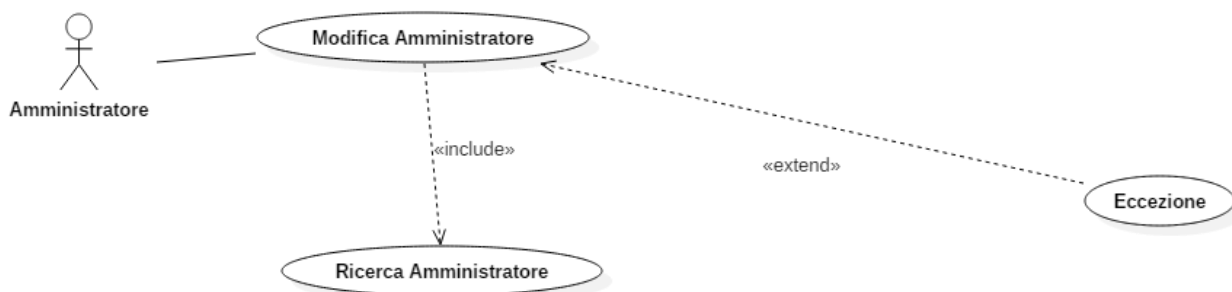 Modifica Amministratore
Amministratore
«include»
«extend»
Eccezione
Ricerca Amministratore